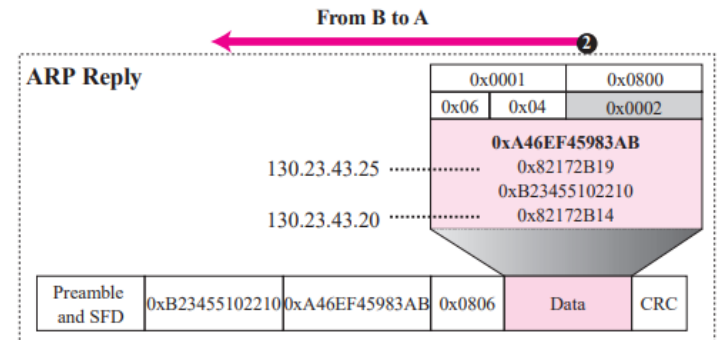 From B to A
2
ARP Reply
0x0001 0x0800
0x06 0x04 0x0002
0xA46EF45983AB
130.23.43.25 0x82172B19
0xB23455102210
130.23.43.20 0x82172B14
Preamble and SFD 0xB23455102210 0xA46EF45983AB 0x0806 Data CRC